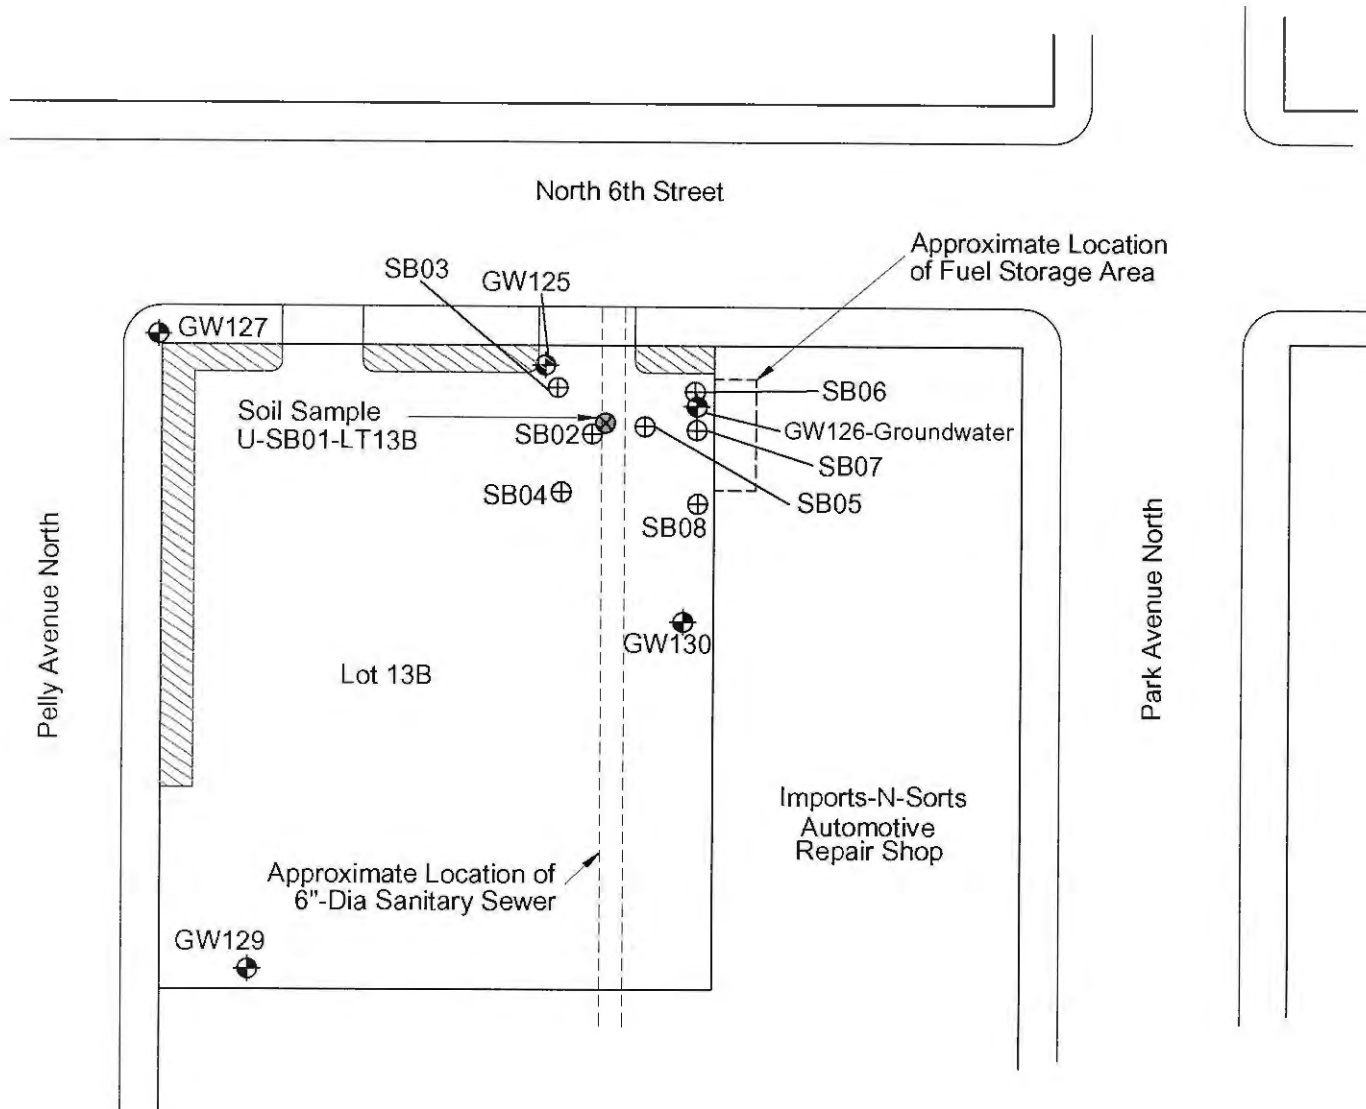 North 6th Street
Approximate Location
of Fuel Storage Area
SB03
GW125
GW127
SB06
Soil Sample
U-SB01-LT13B
SB02
GW126-Groundwater
SB07
SB04
SB05
SB08
Pelly Avenue North
Park Avenue North
GW130
Lot 13B
Imports-N-Sorts
Automotive
Repair Shop
Approximate Location of
6"-Dia Sanitary Sewer
GW129